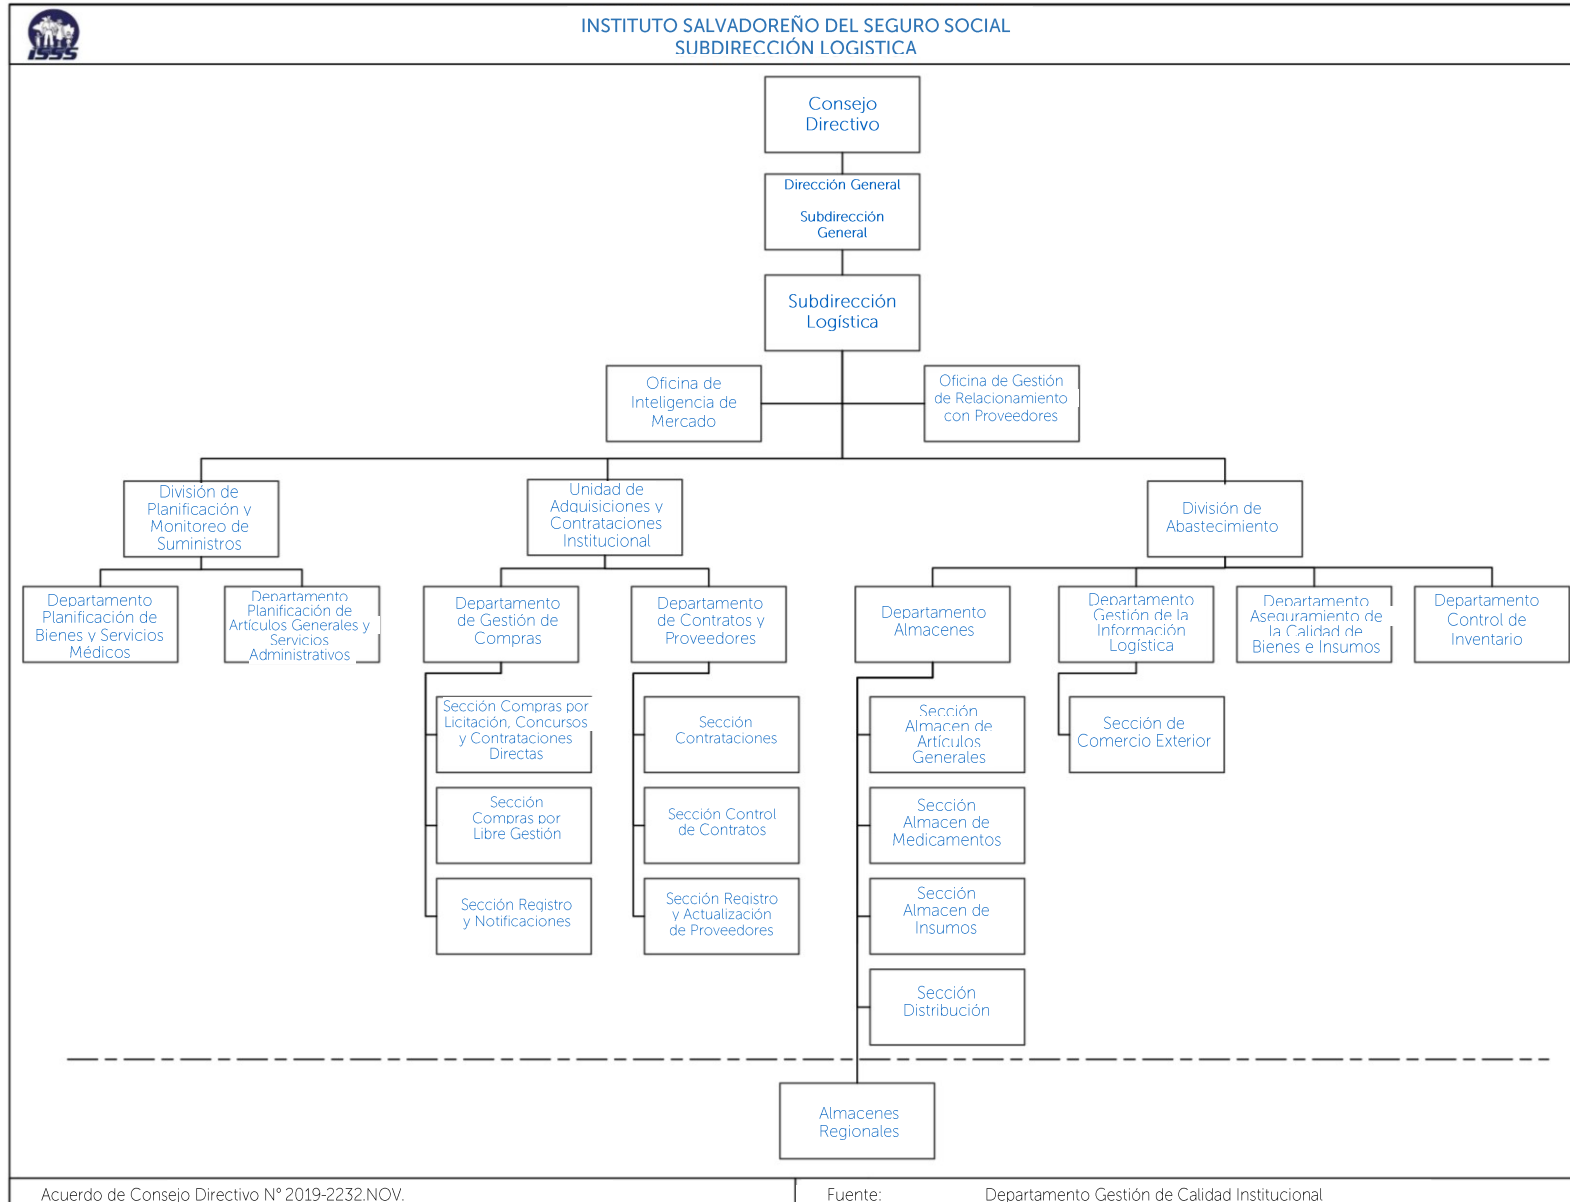 ISSS
INSTITUTO SALVADOREÑO DEL SEGURO SOCIAL
SUBDIRECCIÓN LOGISTICA
Consejo
Directivo
Dirección General
Subdirección
General
Subdirección
Logística
Oficina de
Inteligencia de
Mercado
Oficina de Gestión
de Relacionamiento
con Proveedores
División de
Planificación y
Monitoreo de
Suministros
Unidad de
Adquisiciones y
Contrataciones
Institucional
División de
Abastecimiento
Departamento
Planificación de
Bienes y Servicios
Médicos
Departamento
Planificación de
Artículos Generales y
Servicios
Administrativos
Departamento
de Gestión de
Compras
Departamento
de Contratos y
Proveedores
Departamento
Almacenes
Departamento
Gestión de la
Información
Logística
Departamento
Aseguramiento de
la Calidad de
Bienes e Insumos
Departamento
Control de
Inventario
Sección Compras por
Licitación, Concursos
y Contrataciones
Directas
Sección
Compras por
Libre Gestión
Sección Registro
y Notificaciones
Sección
Contrataciones
Sección Control
de Contratos
Sección Registro
y Actualización
de Proveedores
Sección
Almacen de
Artículos
Generales
Sección
Almacen de
Medicamentos
Sección
Almacen de
Insumos
Sección
Distribución
Sección de
Comercio Exterior
Almacenes
Regionales
Acuerdo de Consejo Directivo N° 2019-2232.NOV.
Fuente: Departamento Gestión de Calidad Institucional